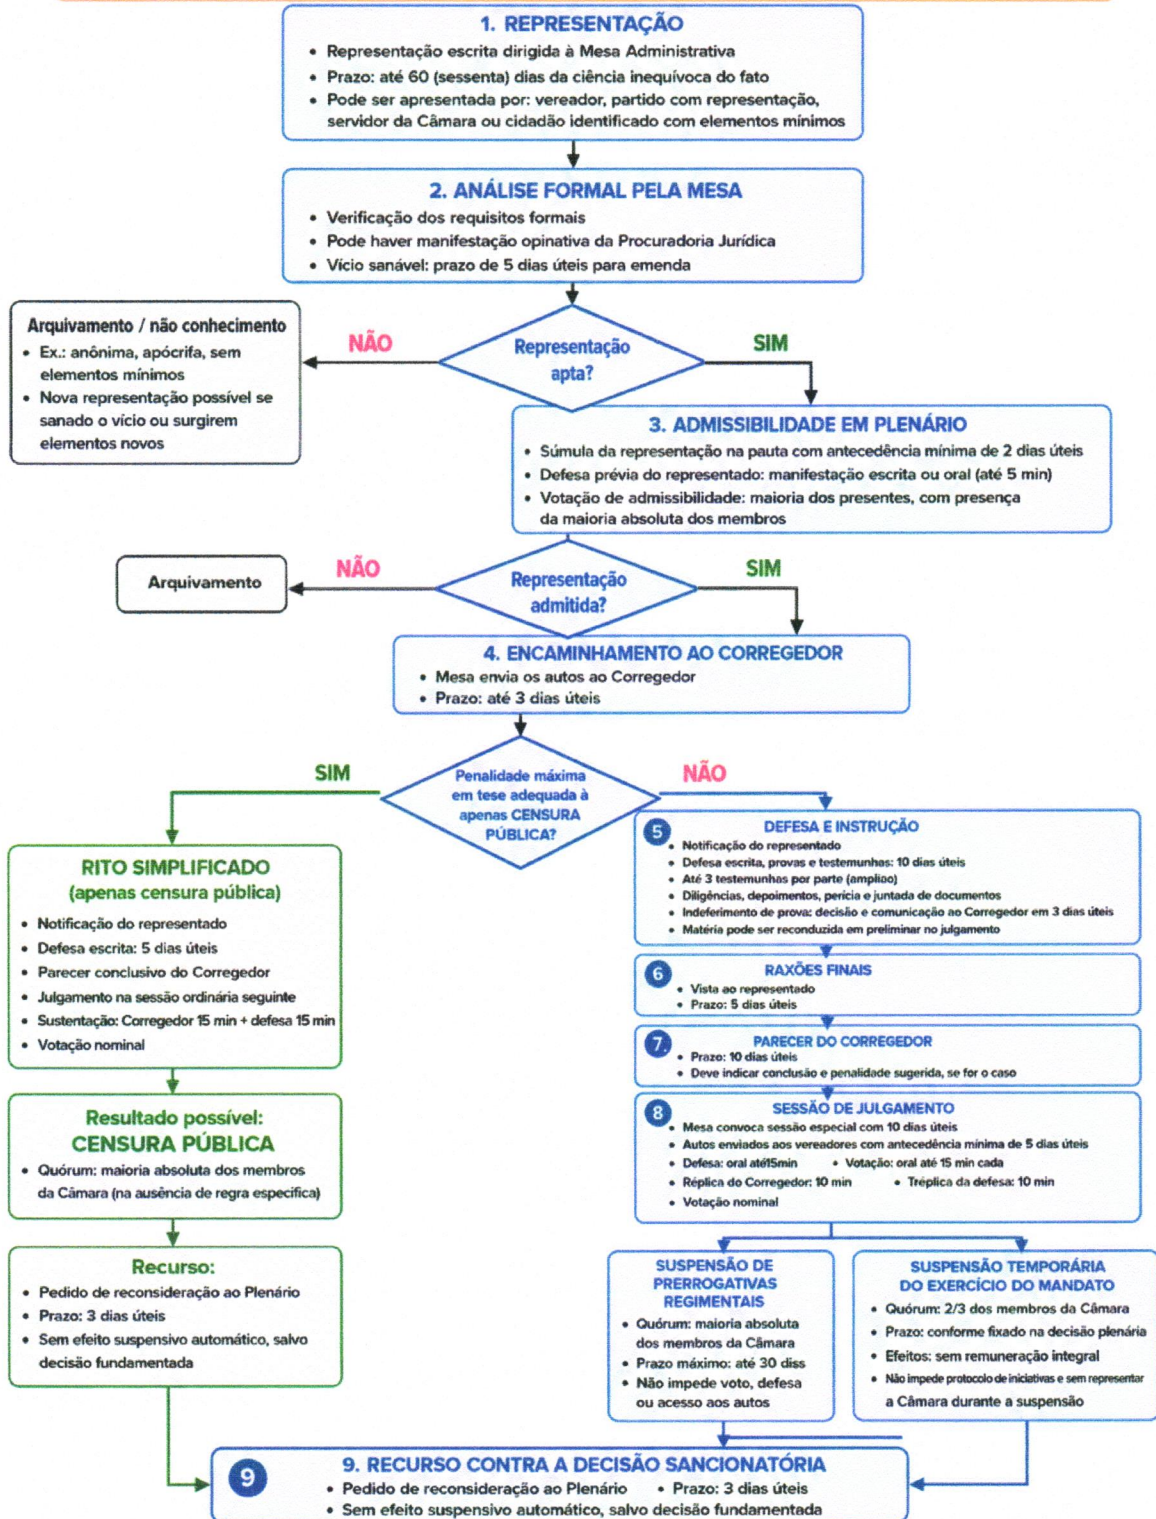 1. REPRESENTAÇÃO
• Representação escrita dirigida à Mesa Administrativa
• Prazo: até 60 (sessenta) dias da ciência inequívoca do fato
• Pode ser apresentada por: vereador, partido com representação,
servidor da Câmara ou cidadão identificado com elementos mínimos
2. ANÁLISE FORMAL PELA MESA
• Verificação dos requisitos formais
• Pode haver manifestação opinativa da Procuradoria Jurídica
• Vício sanável: prazo de 5 dias úteis para emenda
Representação
apta?
NÃO
SIM
Arquivamento / não conhecimento
• Ex.: anônima, apócrifa, sem
elementos mínimos
• Nova representação possível se
sanado o vício ou surgirem
elementos novos
3. ADMISSIBILIDADE EM PLENÁRIO
• Súmula da representação na pauta com antecedência mínima de 2 dias úteis
• Defesa prévia do representado: manifestação escrita ou oral (até 5 min)
• Votação de admissibilidade: maioria dos presentes, com presença
da maioria absoluta dos membros
Representação
admitida?
NÃO
SIM
Arquivamento
4. ENCAMINHAMENTO AO CORREGEDOR
• Mesa envia os autos ao Corregedor
• Prazo: até 3 dias úteis
Penalidade máxima
em tese adequada à
apenas CENSURA
PÚBLICA?
SIM
NÃO
RITO SIMPLIFICADO
(apenas censura pública)
• Notificação do representado
• Defesa escrita: 5 dias úteis
• Parecer conclusivo do Corregedor
• Julgamento na sessão ordinária seguinte
• Sustentação: Corregedor 15 min + defesa 15 min
• Votação nominal
Resultado possível:
CENSURA PÚBLICA
• Quórum: maioria absoluta dos membros
da Câmara (na ausência de regra especifica)
Recurso:
• Pedido de reconsideração ao Plenário
• Prazo: 3 dias úteis
• Sem efeito suspensivo automático, salvo
decisão fundamentada
5 DEFESA E INSTRUÇÃO
• Notificação do representado
• Defesa escrita, provas e testemunhas: 10 dias úteis
• Até 3 testemunhas por parte (ampliao)
• Diligências, depoimentos, perícia e juntada de documentos
• Indeferimento de prova: decisão e comunicação ao Corregedor em 3 dias úteis
• Matéria pode ser reconduzida em preliminar no julgamento
6 RAXÕES FINAIS
• Vista ao representado
• Prazo: 5 dias úteis
7. PARECER DO CORREGEDOR
• Prazo: 10 dias úteis
• Deve indicar conclusão e penalidade sugerida, se for o caso
8 SESSÃO DE JULGAMENTO
• Mesa convoca sessão especial com 10 dias úteis
• Autos enviados aos vereadores com antecedência mínima de 5 dias úteis
• Defesa: oral até15min • Votação: oral até 15 min cada
• Réplica do Corregedor: 10 min • Tréplica da defesa: 10 min
• Votação nominal
SUSPENSÃO DE
PRERROGATIVAS
REGIMENTAIS
• Quórum: maioria absoluta
dos membros da Câmara
• Prazo máximo: até 30 diss
• Não impede voto, defesa
ou acesso aos autos
SUSPENSÃO TEMPORÁRIA
DO EXERCÍCIO DO MANDATO
• Quórum: 2/3 dos membros da Câmara
• Prazo: conforme fixado na decisão plenária
• Efeitos: sem remuneração integral
• Não impede protocolo de iniciativas e sem representar
a Câmara durante a suspensão
9 9. RECURSO CONTRA A DECISÃO SANCIONATÓRIA
• Pedido de reconsideração ao Plenário • Prazo: 3 dias úteis
• Sem efeito suspensivo automático, salvo decisão fundamentada